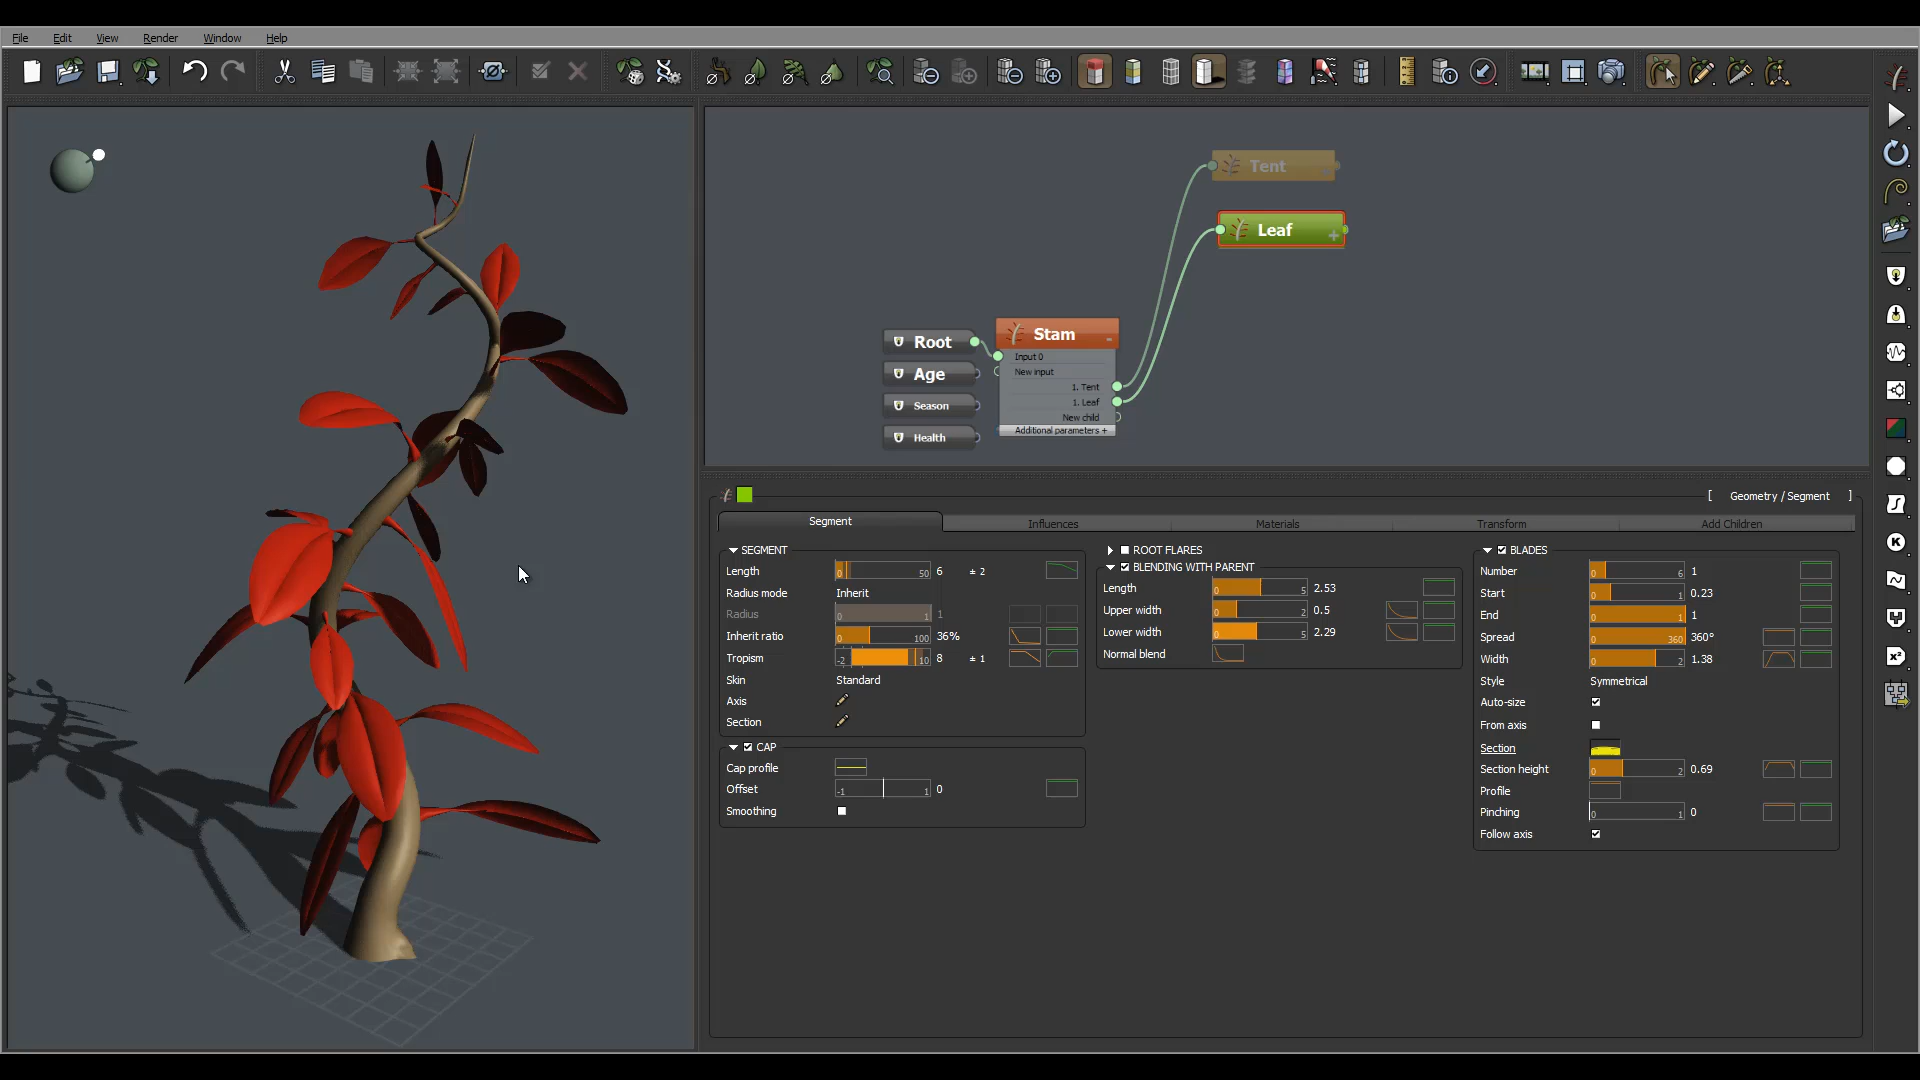 File Edit View Render Window Help
Tent
Leaf
Root
Age
Season
Health
Stam
Input 0
New input
1. Tent
1. Leaf
New child
Additional parameters +
[ Geometry / Segment ]
Segment Influences Materials Transform Add Children
SEGMENT
Length 0 50 6 ± 2
Radius mode Inherit
Radius 0 1 1
Inherit ratio 0 100 36%
Tropism -2 10 8 ± 1
Skin Standard
Axis
Section
CAP
Cap profile
Offset -1 1 0
Smoothing
ROOT FLARES
BLENDING WITH PARENT
Length 0 5 2.53
Upper width 0 2 0.5
Lower width 0 5 2.29
Normal blend
BLADES
Number 0 6 1
Start 0 1 0.23
End 0 1 1
Spread 0 360 360°
Width 0 2 1.38
Style Symmetrical
Auto-size
From axis
Section
Section height 0 2 0.69
Profile
Pinching 0 1 0
Follow axis
K
x²